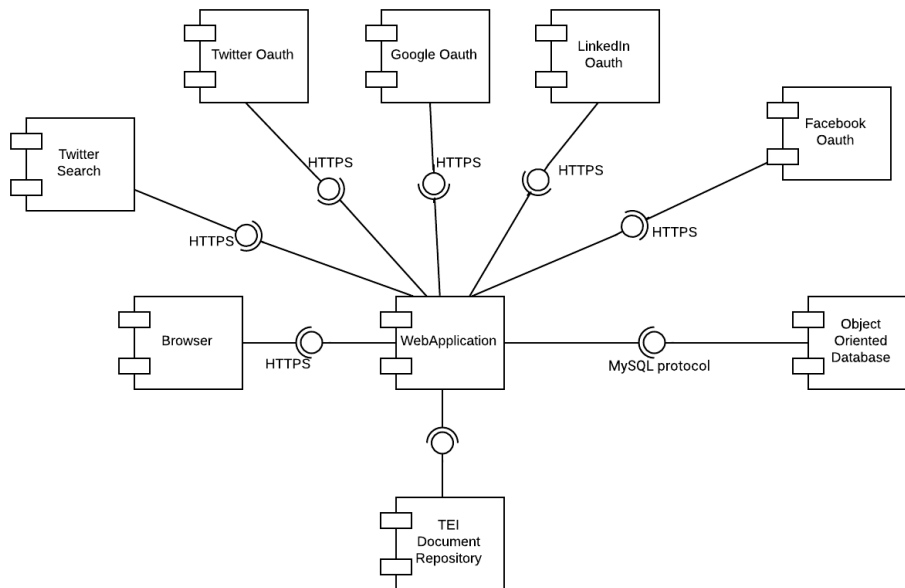 Twitter Oauth
Google Oauth
LinkedIn
Oauth
Facebook
Oauth
Twitter
Search
HTTPS
HTTPS
HTTPS
HTTPS
HTTPS
Browser
HTTPS
WebApplication
MySQL protocol
Object
Oriented
Database
TEI
Document
Repository